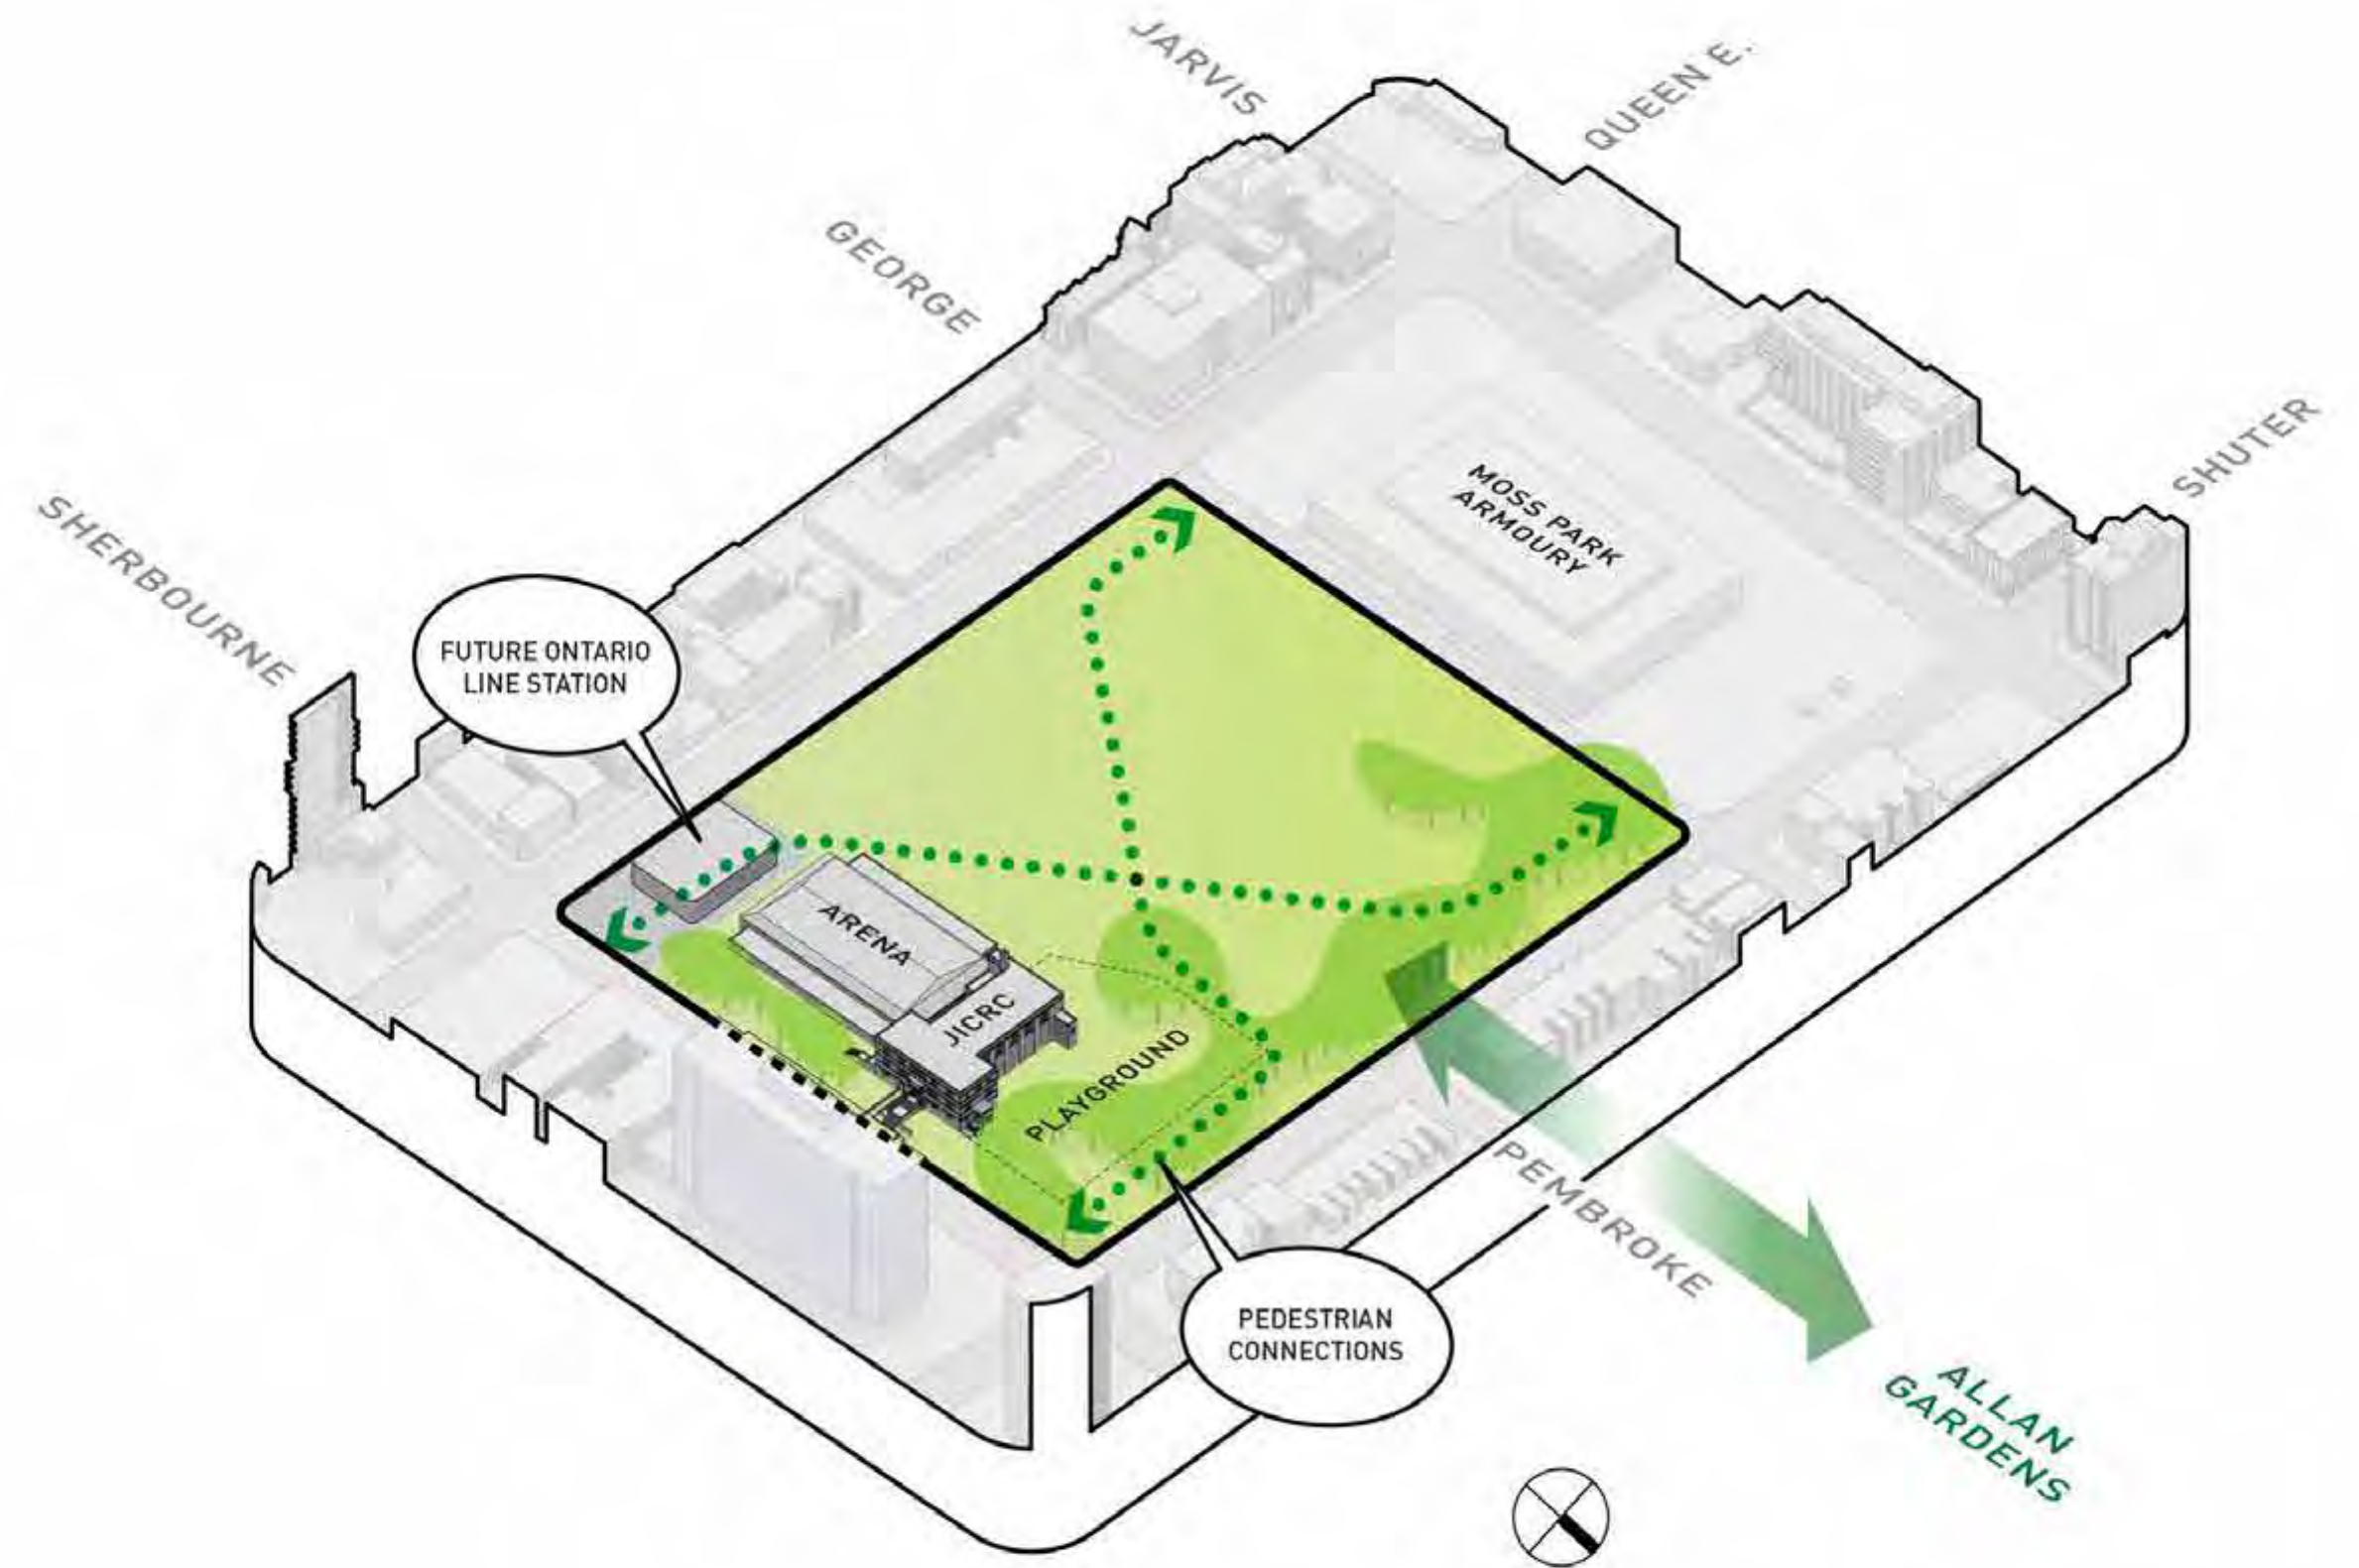 JARVIS
QUEEN E.
GEORGE
SHUTER
SHERBOURNE
MOSS PARK
ARMOURY
FUTURE ONTARIO
LINE STATION
ARENA
JICRC
PLAYGROUND
PEMBROKE
PEDESTRIAN
CONNECTIONS
ALLAN
GARDENS